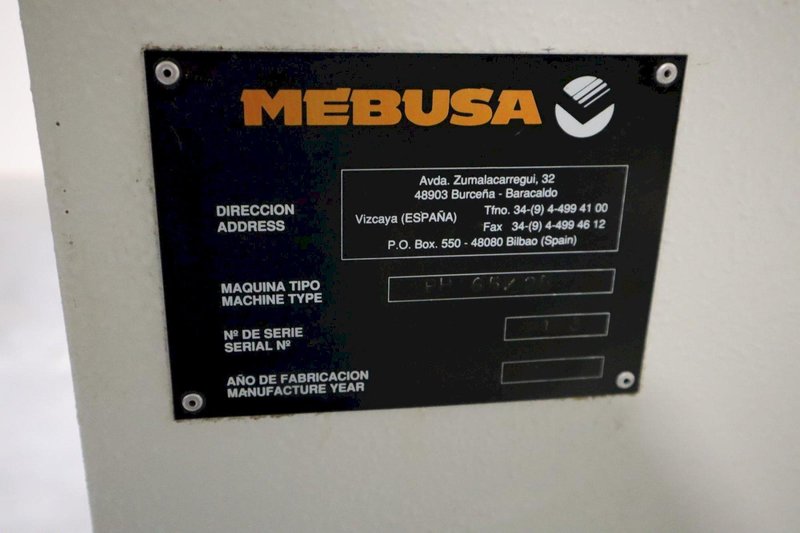 MEBUSA
DIRECCION
ADDRESS
Avda. Zumalacarregui, 32
48903 Burceña - Baracaldo
Vizcaya (ESPAÑA) Tfno. 34-(9) 4-499 41 00
Fax 34-(9) 4-499 46 12
P.O. Box. 550 - 48080 Bilbao (Spain)
MAQUINA TIPO
MACHINE TYPE
Nº DE SERIE
SERIAL Nº
AÑO DE FABRICACION
MANUFACTURE YEAR